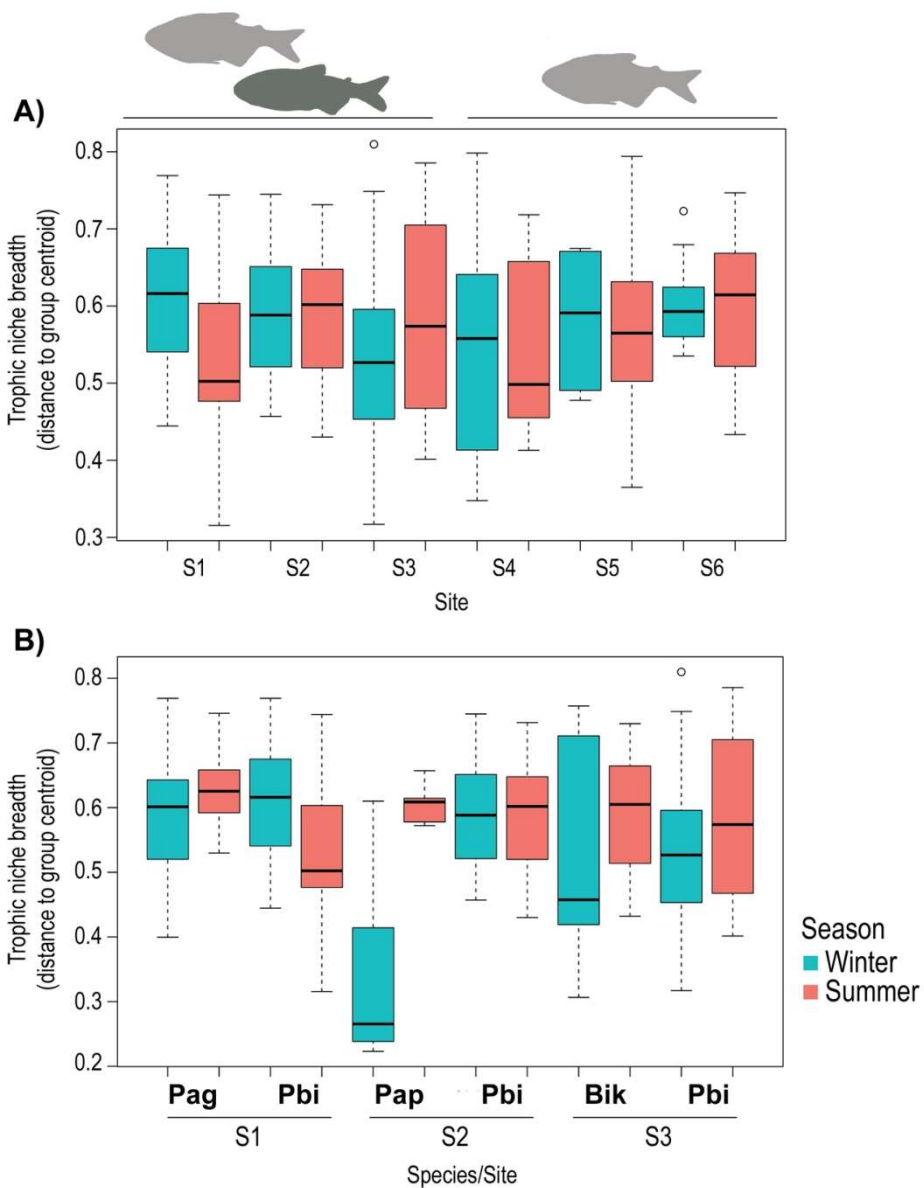 A)
Trophic niche breadth
(distance to group centroid)
0.8
0.7
0.6
0.5
0.4
0.3
S1 S2 S3 S4 S5 S6
Site
B)
Trophic niche breadth
(distance to group centroid)
0.8
0.7
0.6
0.5
0.4
0.3
0.2
Pag Pbi Pap Pbi Bik Pbi
S1 S2 S3
Species/Site
Season
Winter
Summer